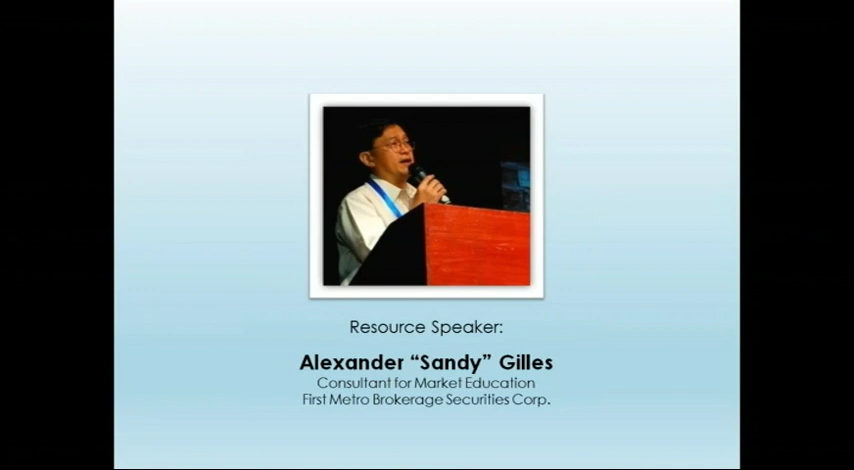 Resource Speaker:
Alexander “Sandy” Gilles
Consultant for Market Education
First Metro Brokerage Securities Corp.